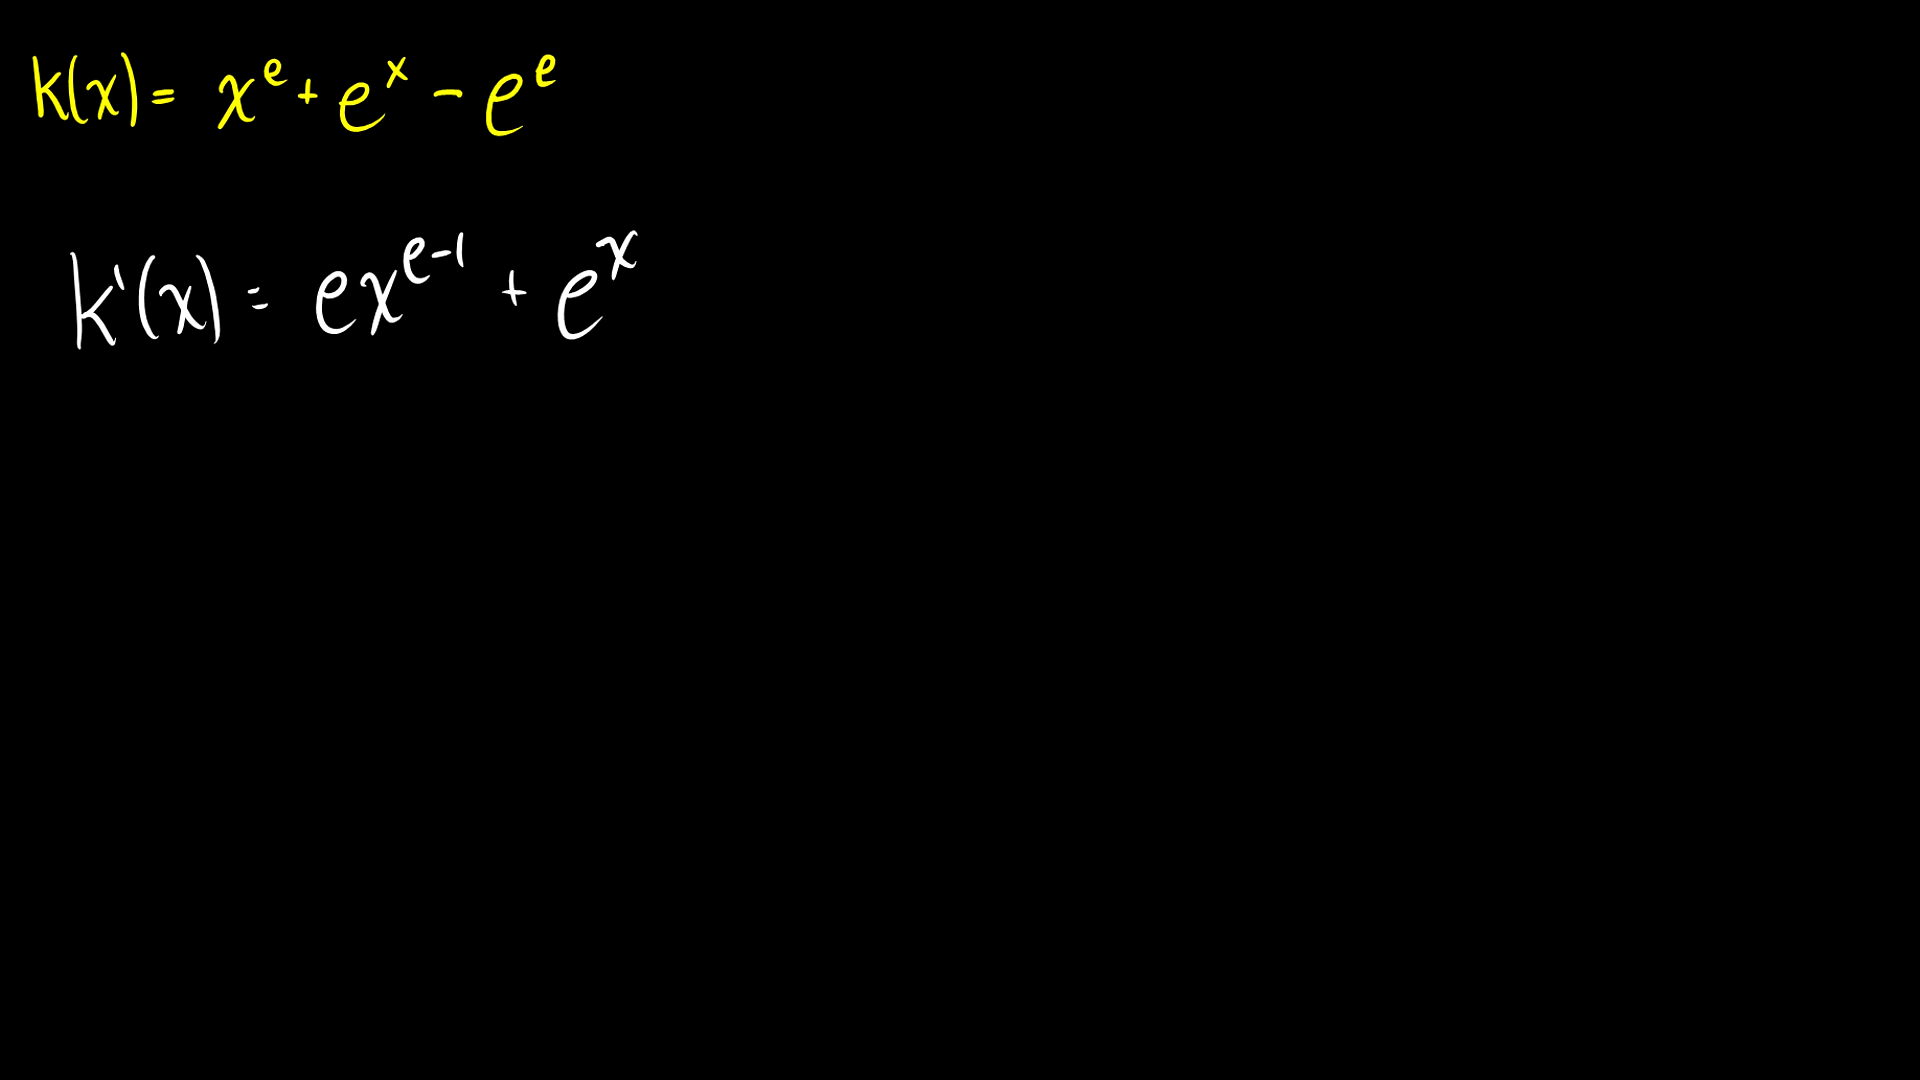 k(x) = x^e + e^x - e^e
k'(x) = ex^{e-1} + e^x